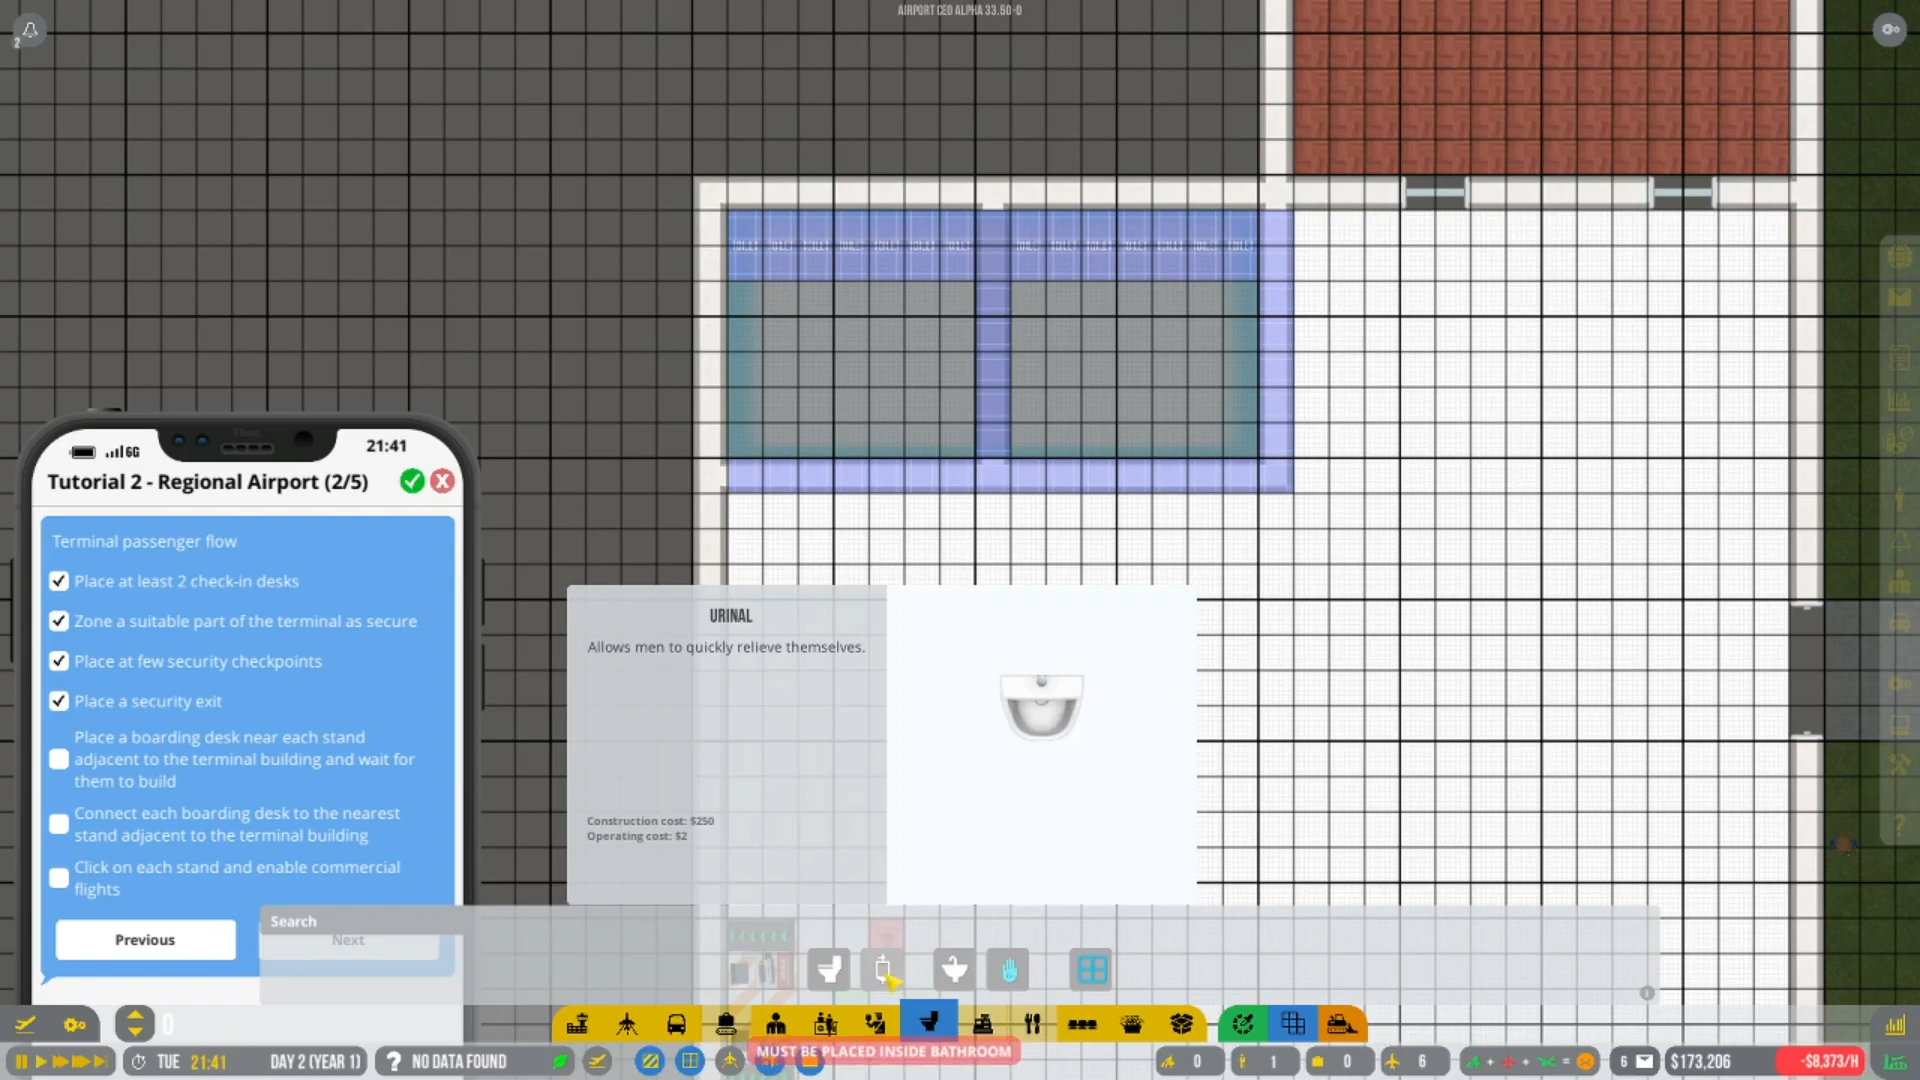 AIRPORT CEO ALPHA 33.50-0
2
6G
21:41
Tutorial 2 - Regional Airport (2/5)
Terminal passenger flow
Place at least 2 check-in desks
Zone a suitable part of the terminal as secure
Place at few security checkpoints
Place a security exit
Place a boarding desk near each stand
adjacent to the terminal building and wait for
them to build
Connect each boarding desk to the nearest
stand adjacent to the terminal building
Click on each stand and enable commercial
flights
Previous
Next
Search
URINAL
Allows men to quickly relieve themselves.
Construction cost: $250
Operating cost: $2
0
MUST BE PLACED INSIDE BATHROOM
TUE 21:41 DAY 2 (YEAR 1)
? NO DATA FOUND
0
1
0
6
+ + =
6
$173,206
-$8,373/H